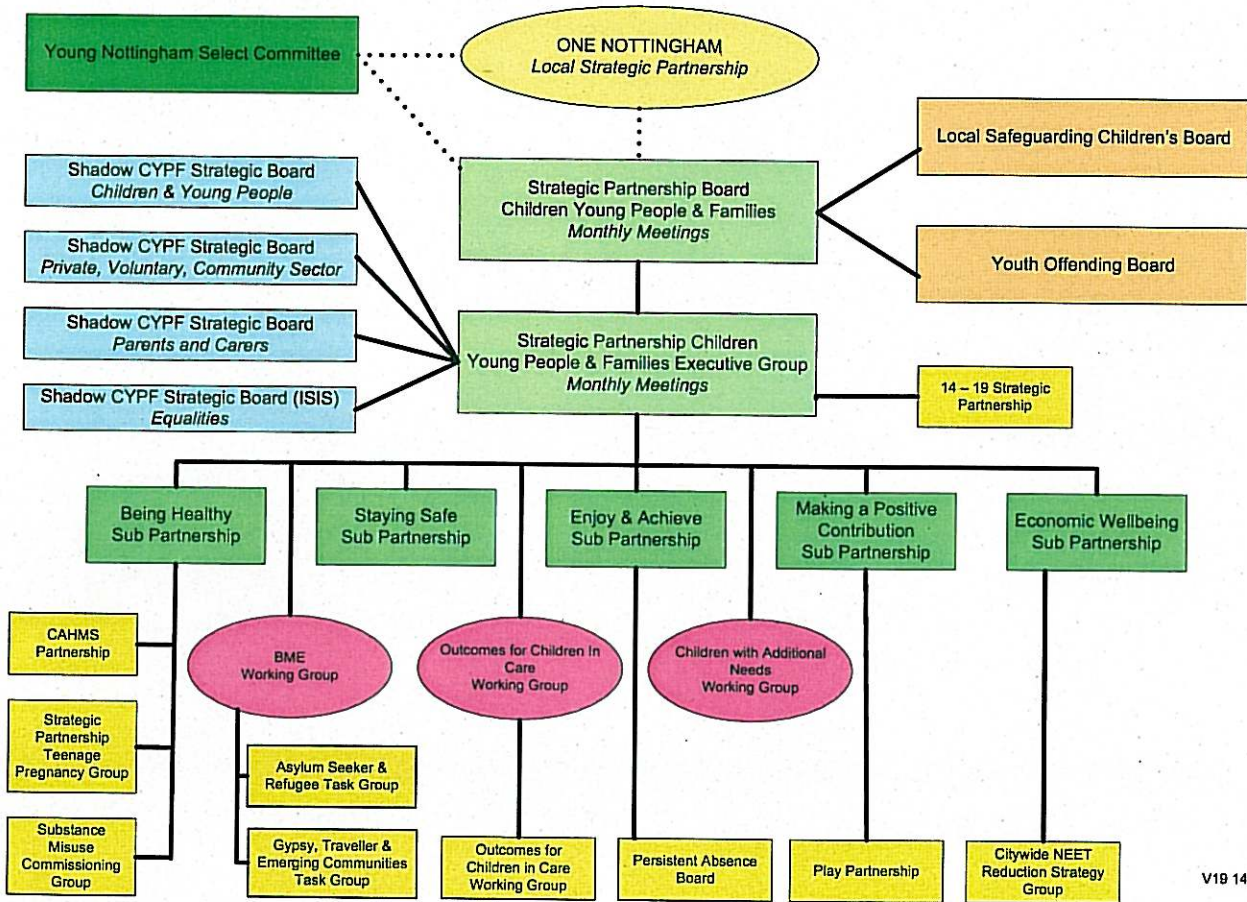 Young Nottingham Select Committee
ONE NOTTINGHAM
Local Strategic Partnership
Local Safeguarding Children's Board
Shadow CYPF Strategic Board
Children & Young People
Strategic Partnership Board
Children Young People & Families
Monthly Meetings
Shadow CYPF Strategic Board
Private, Voluntary, Community Sector
Youth Offending Board
Shadow CYPF Strategic Board
Parents and Carers
Strategic Partnership Children
Young People & Families Executive Group
Monthly Meetings
Shadow CYPF Strategic Board (ISIS)
Equalities
14 – 19 Strategic
Partnership
Being Healthy
Sub Partnership
Staying Safe
Sub Partnership
Enjoy & Achieve
Sub Partnership
Making a Positive
Contribution
Sub Partnership
Economic Wellbeing
Sub Partnership
CAHMS
Partnership
BME
Working Group
Outcomes for Children In
Care
Working Group
Children with Additional
Needs
Working Group
Strategic
Partnership
Teenage
Pregnancy Group
Asylum Seeker &
Refugee Task Group
Substance
Misuse
Commissioning
Group
Gypsy, Traveller &
Emerging Communities
Task Group
Outcomes for
Children in Care
Working Group
Persistent Absence
Board
Play Partnership
Citywide NEET
Reduction Strategy
Group
V19 14